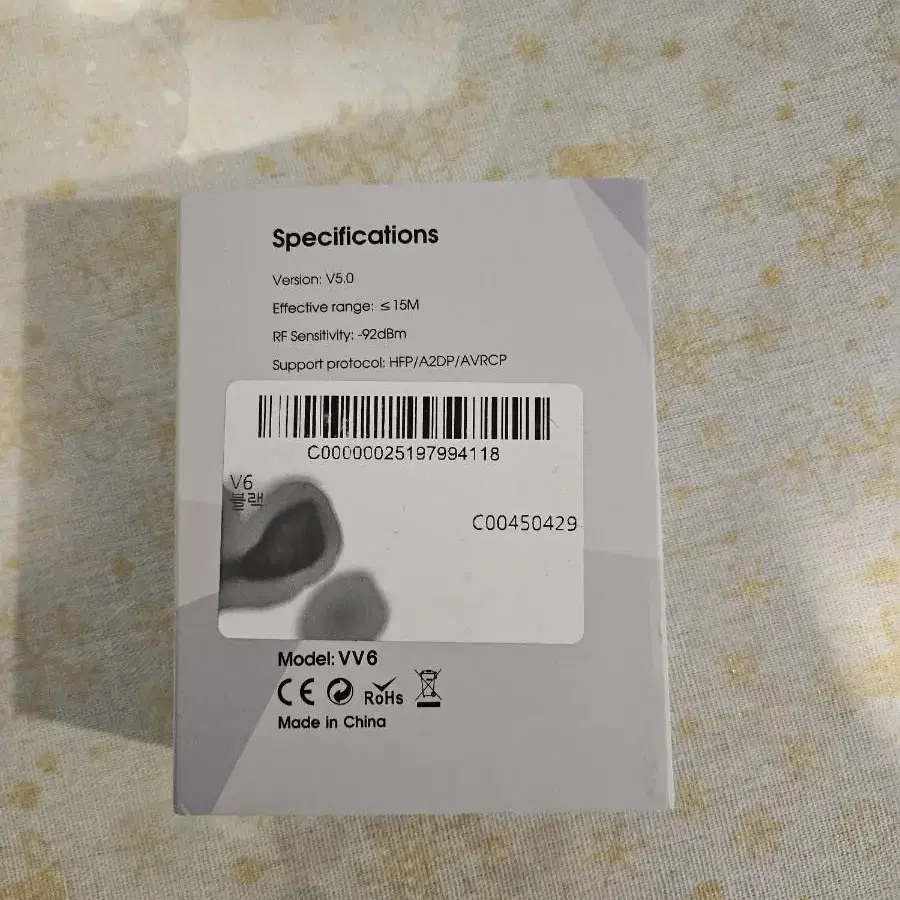 Specifications
Version: V5.0
Effective range: ≤15M
RF Sensitivity: -92dBm
Support protocol: HFP/A2DP/AVRCP
C00000025197994118
V6
블랙
C00450429
Model: VV6
CE RoHS
Made in China